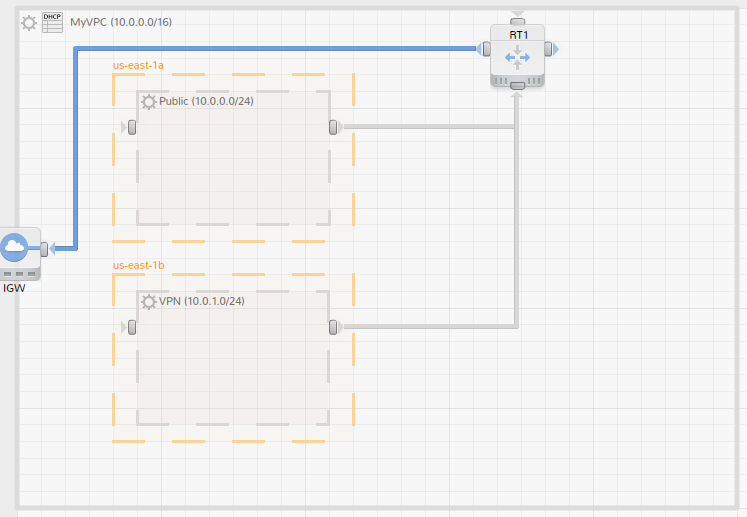 DHCP
MyVPC (10.0.0.0/16)
RT1
us-east-1a
Public (10.0.0.0/24)
us-east-1b
IGW
VPN (10.0.1.0/24)